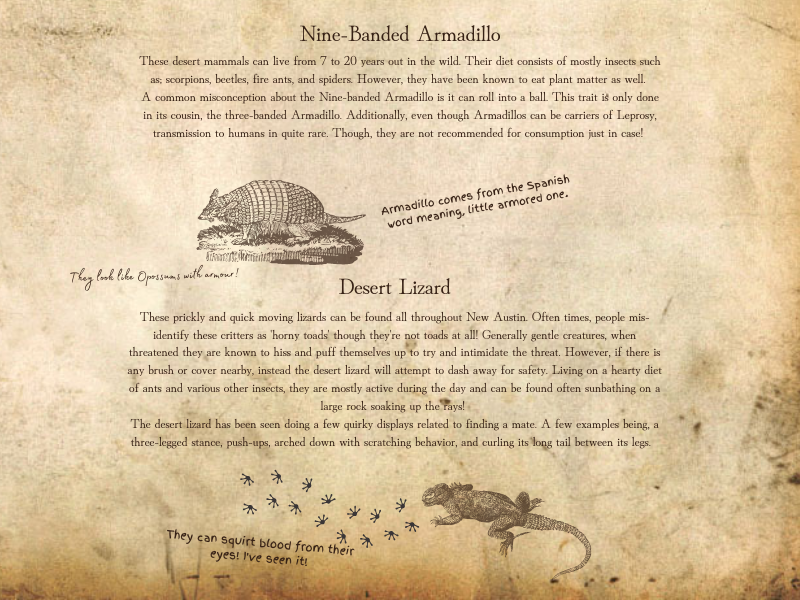 Nine-Banded Armadillo
These desert mammals can live from 7 to 20 years out in the wild. Their diet consists of mostly insects such
as; scorpions, beetles, fire ants, and spiders. However, they have been known to eat plant matter as well.
A common misconception about the Nine-banded Armadillo is it can roll into a ball. This trait is only done
in its cousin, the three-banded Armadillo. Additionally, even though Armadillos can be carriers of Leprosy,
transmission to humans in quite rare. Though, they are not recommended for consumption just in case!
Armadillo comes from the Spanish
word meaning, little armored one.
They look like Opossums with armour!
Desert Lizard
These prickly and quick moving lizards can be found all throughout New Austin. Often times, people mis-
identify these critters as 'horny toads' though they're not toads at all! Generally gentle creatures, when
threatened they are known to hiss and puff themselves up to try and intimidate the threat. However, if there is
any brush or cover nearby, instead the desert lizard will attempt to dash away for safety. Living on a hearty diet
of ants and various other insects, they are mostly active during the day and can be found often sunbathing on a
large rock soaking up the rays!
The desert lizard has been seen doing a few quirky displays related to finding a mate. A few examples being, a
three-legged stance, push-ups, arched down with scratching behavior, and curling its long tail between its legs.
They can squirt blood from their
eyes! I've seen it!